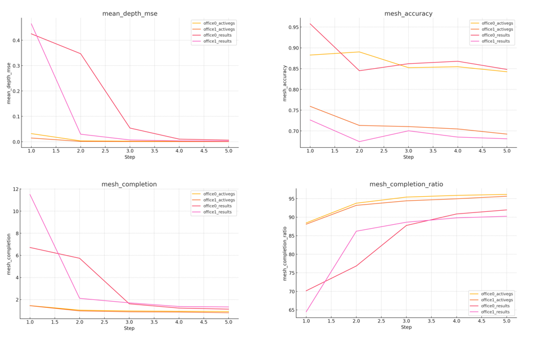 mean_depth_mse
office0_activegs
office1_activegs
office0_results
office1_results
mean_depth_mse
0.4
0.3
0.2
0.1
0.0
1.0 1.5 2.0 2.5 3.0 3.5 4.0 4.5 5.0
Step
mesh_accuracy
office0_activegs
office1_activegs
office0_results
office1_results
mesh_accuracy
0.95
0.90
0.85
0.80
0.75
0.70
1.0 1.5 2.0 2.5 3.0 3.5 4.0 4.5 5.0
Step
mesh_completion
office0_activegs
office1_activegs
office0_results
office1_results
mesh_completion
12
10
8
6
4
2
1.0 1.5 2.0 2.5 3.0 3.5 4.0 4.5 5.0
Step
mesh_completion_ratio
mesh_completion_ratio
95
90
85
80
75
70
65
office0_activegs
office1_activegs
office0_results
office1_results
1.0 1.5 2.0 2.5 3.0 3.5 4.0 4.5 5.0
Step